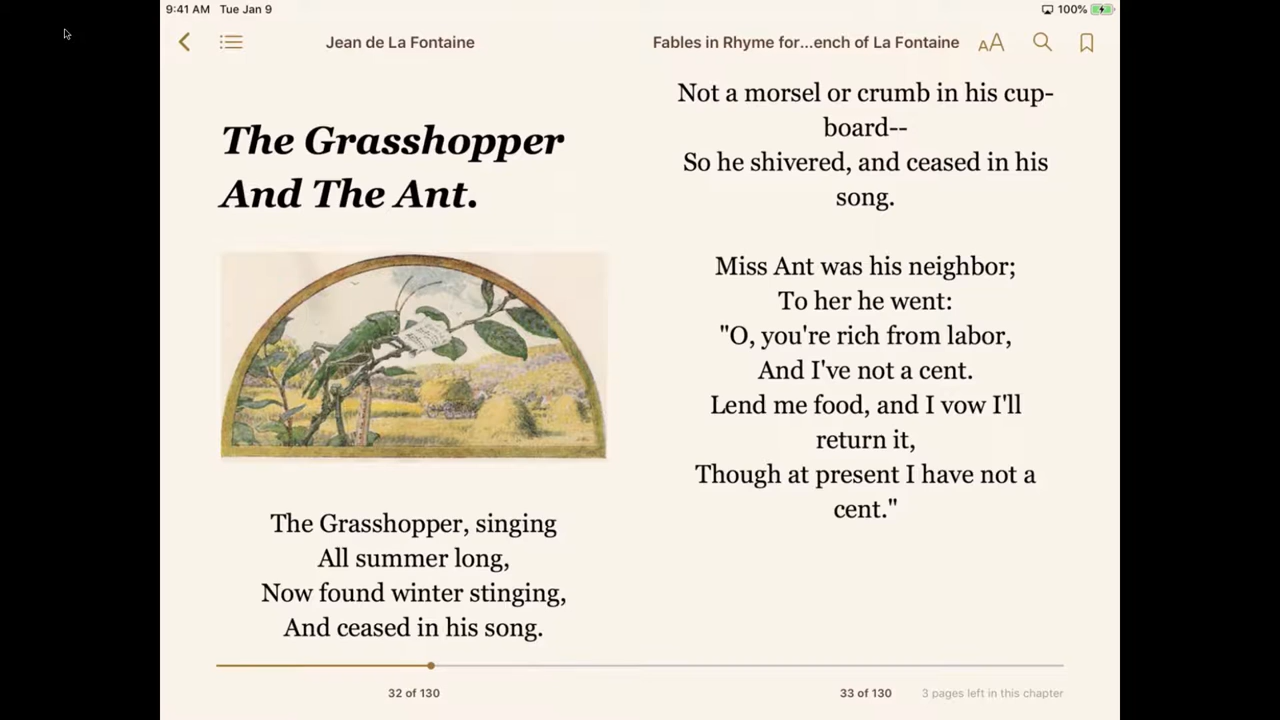 9:41 AM Tue Jan 9
100%
Jean de La Fontaine
Fables in Rhyme for...ench of La Fontaine
AA
The Grasshopper
And The Ant.
The Grasshopper, singing
All summer long,
Now found winter stinging,
And ceased in his song.
Not a morsel or crumb in his cup-
board--
So he shivered, and ceased in his
song.
Miss Ant was his neighbor;
To her he went:
"O, you're rich from labor,
And I've not a cent.
Lend me food, and I vow I'll
return it,
Though at present I have not a
cent."
32 of 130
33 of 130
3 pages left in this chapter